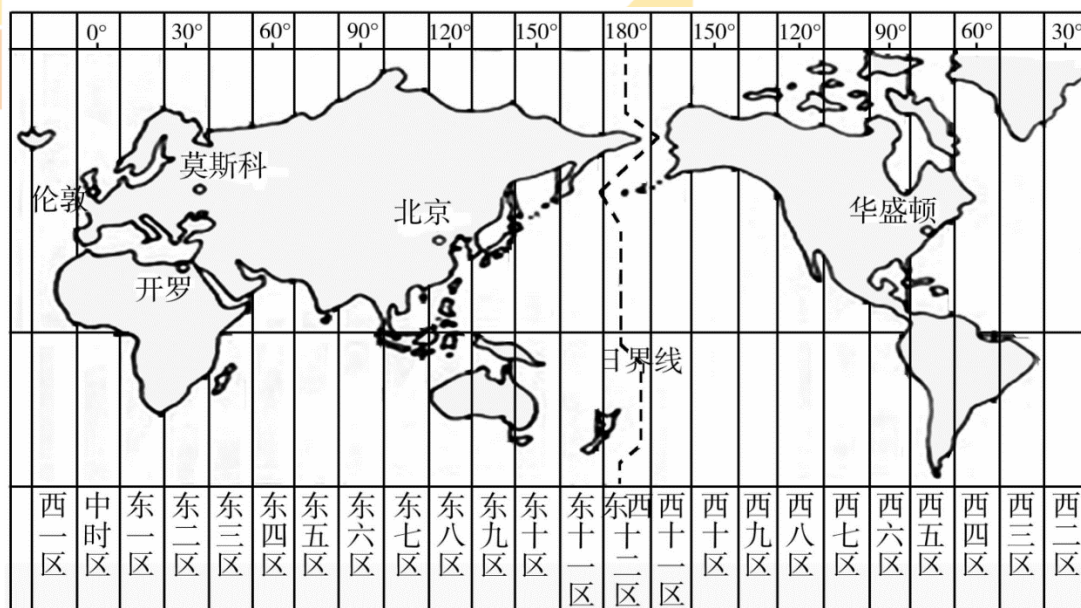 0° 30° 60° 90° 120° 150° 180° 150° 120° 90° 60° 30°
莫斯科
伦敦
北京
华盛顿
开罗
日界线
西一区 中时区 东一区 东二区 东三区 东四区 东五区 东六区 东七区 东八区 东九区 东十区 东十一区 东西十二区 西十一区 西十区 西九区 西八区 西七区 西六区 西五区 西四区 西三区 西二区